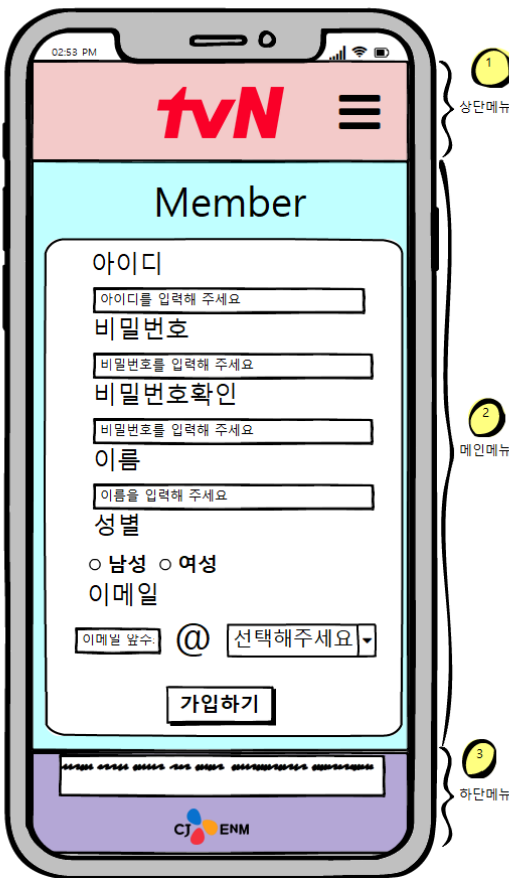 02:53 PM
tvN
1
상단메뉴
Member
아이디
아이디를 입력해 주세요
비밀번호
비밀번호를 입력해 주세요
비밀번호확인
비밀번호를 입력해 주세요
2
메인메뉴
이름
이름을 입력해 주세요
성별
남성 여성
이메일
이메일 앞수 @ 선택해주세요
가입하기
3
하단메뉴
CJ ENM